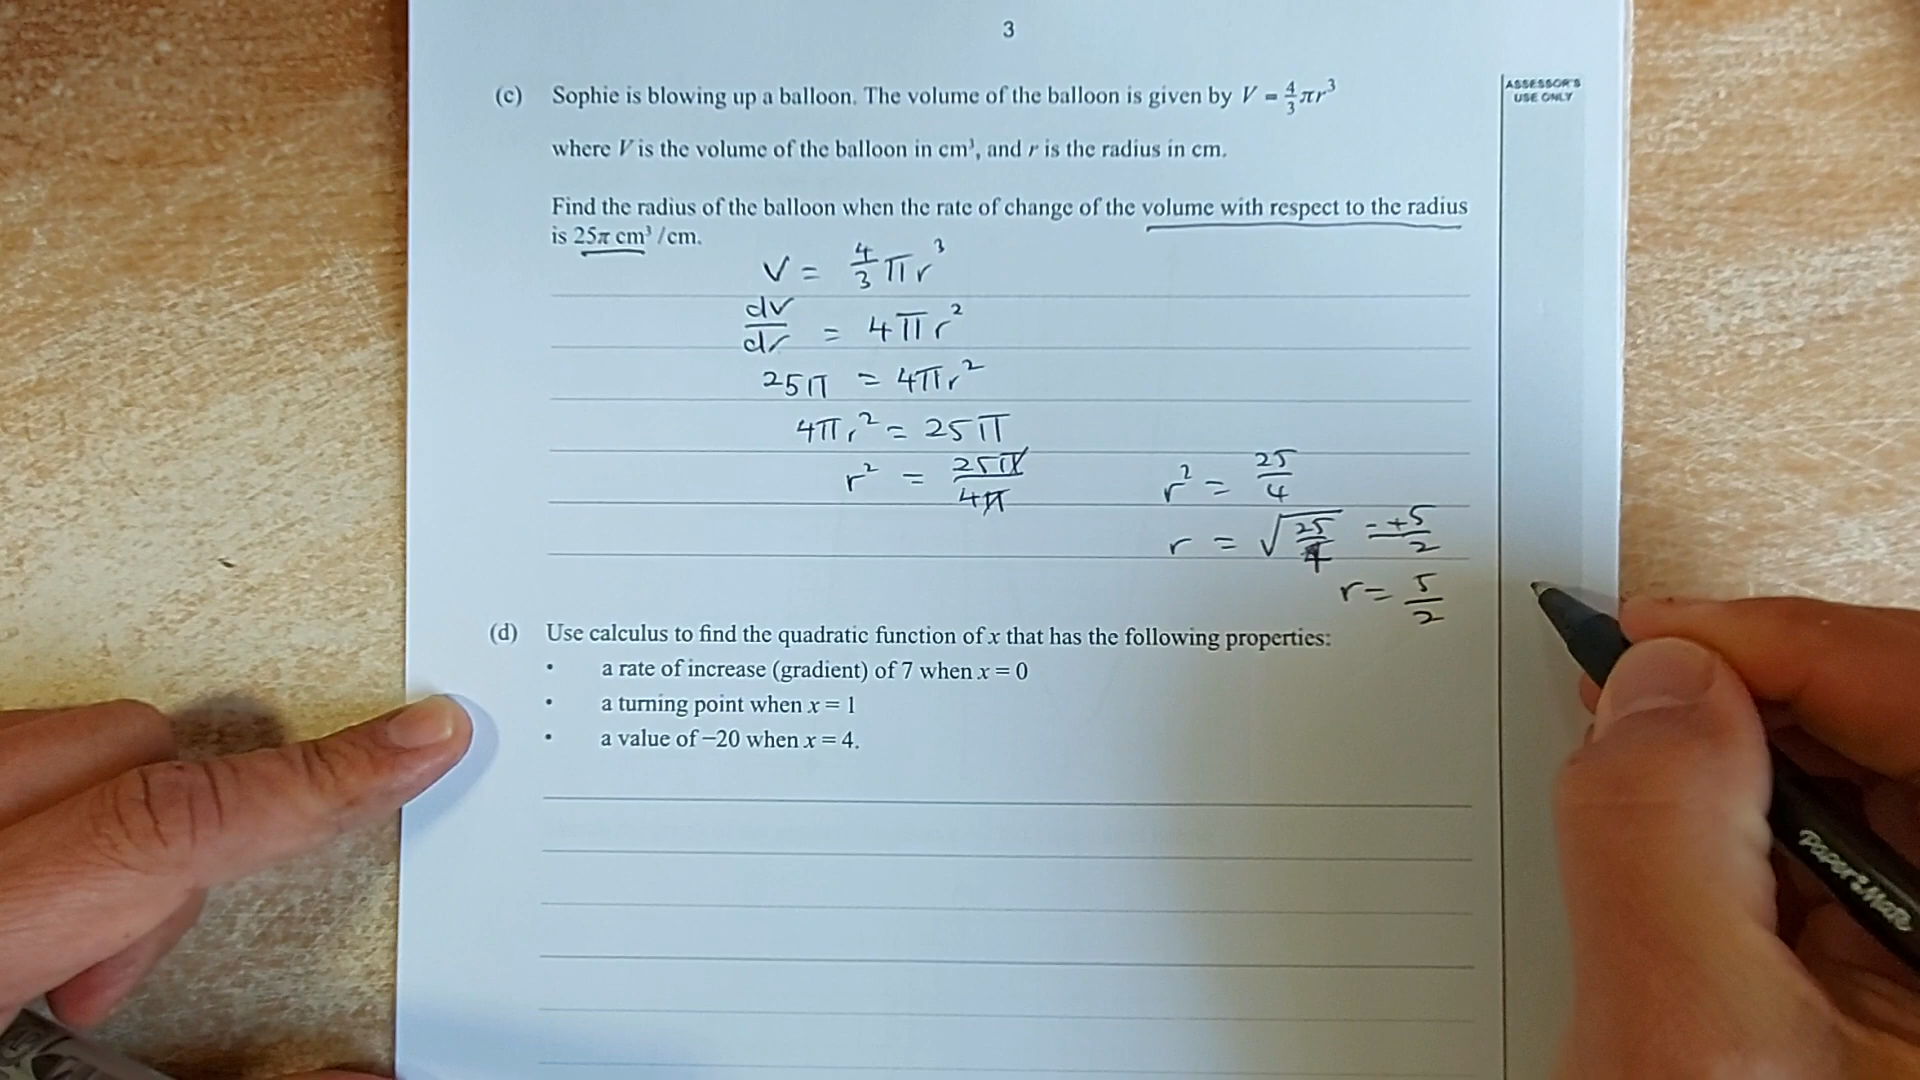 3
ASSESSOR'S
USE ONLY
(c) Sophie is blowing up a balloon. The volume of the balloon is given by V = 4/3 πr³
where V is the volume of the balloon in cm³, and r is the radius in cm.
Find the radius of the balloon when the rate of change of the volume with respect to the radius
is 25π cm³ /cm.
V = 4/3 πr³
dv/dr = 4πr²
25π = 4πr²
4πr² = 25π
r² = 25π/4π
r² = 25/4
r = √25/4 = ±5/2
r = 5/2
(d) Use calculus to find the quadratic function of x that has the following properties:
• a rate of increase (gradient) of 7 when x = 0
• a turning point when x = 1
• a value of −20 when x = 4.
PAPER:MATE